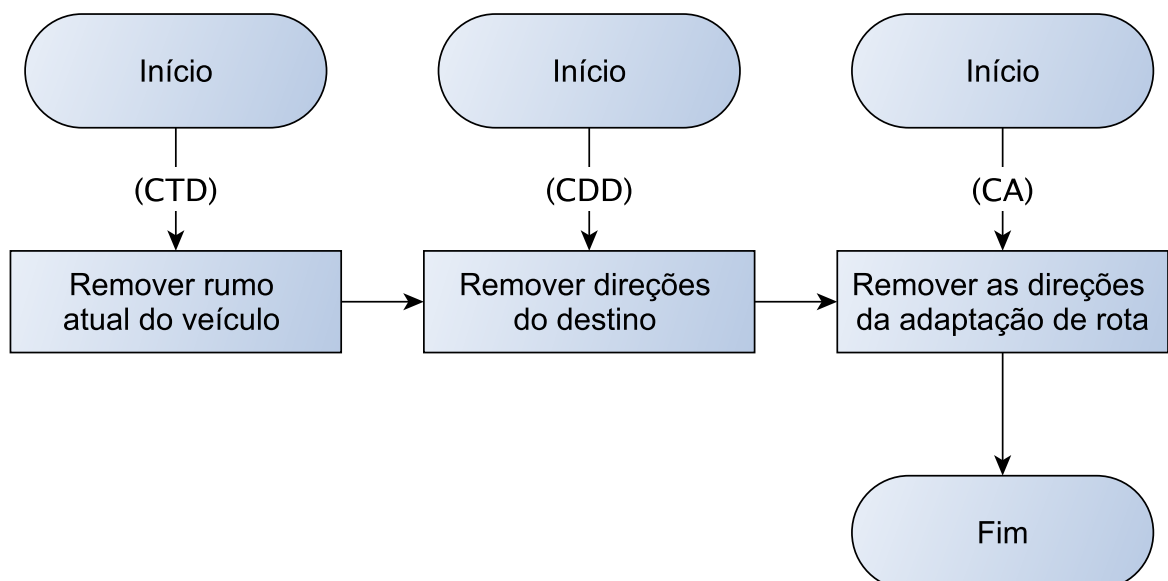 Início
Início
Início
(CTD)
(CDD)
(CA)
Remover rumo
atual do veículo
Remover direções
do destino
Remover as direções
da adaptação de rota
Fim